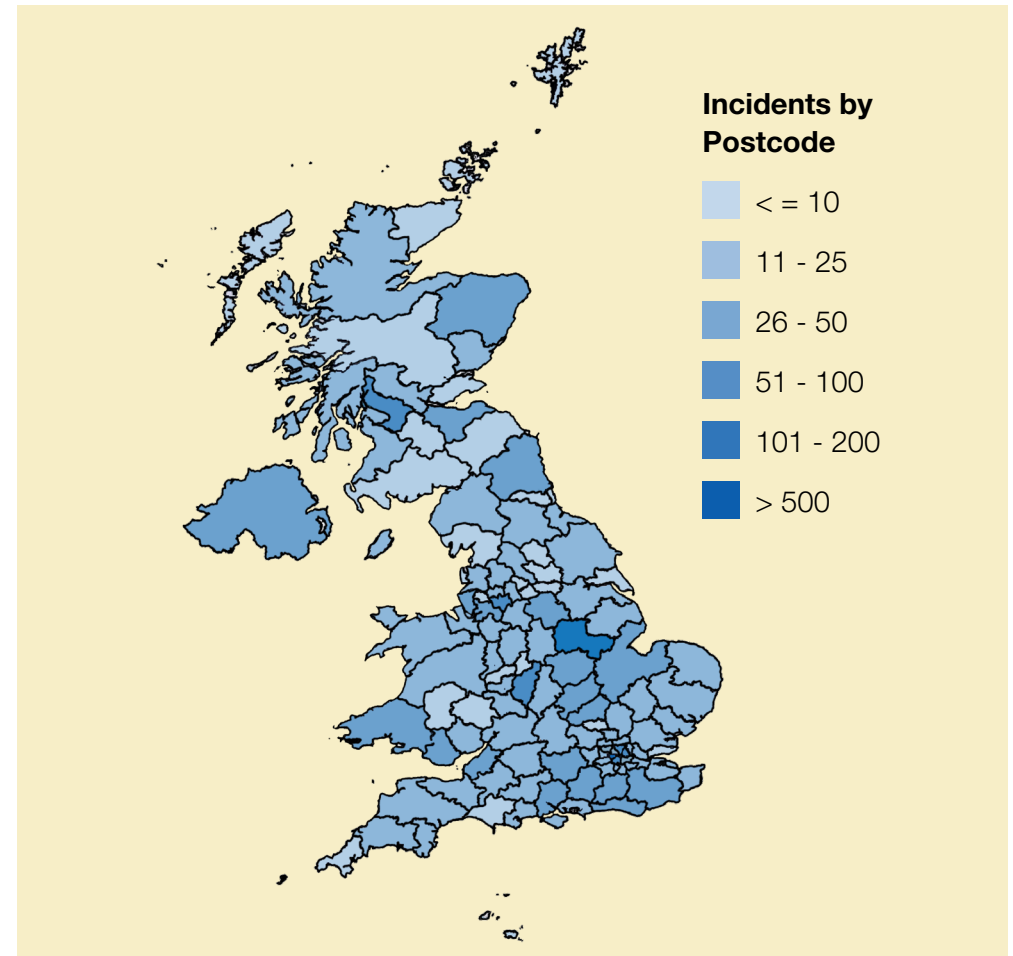 Incidents by
Postcode
< = 10
11 - 25
26 - 50
51 - 100
101 - 200
> 500